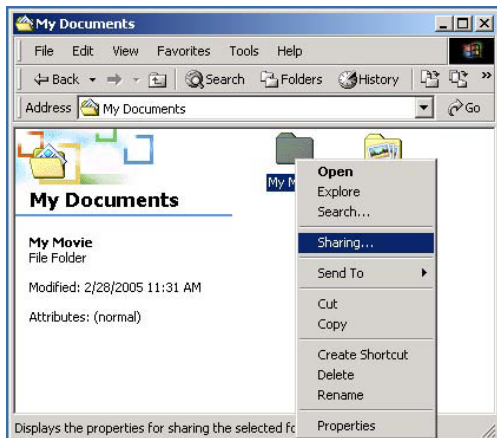 My Documents
File Edit View Favorites Tools Help
Back Search Folders History »
Address My Documents Go
My Documents
My Movie
File Folder
Modified: 2/28/2005 11:31 AM
Attributes: (normal)
My M
Open
Explore
Search...
Sharing...
Send To
Cut
Copy
Create Shortcut
Delete
Rename
Properties
Displays the properties for sharing the selected fo